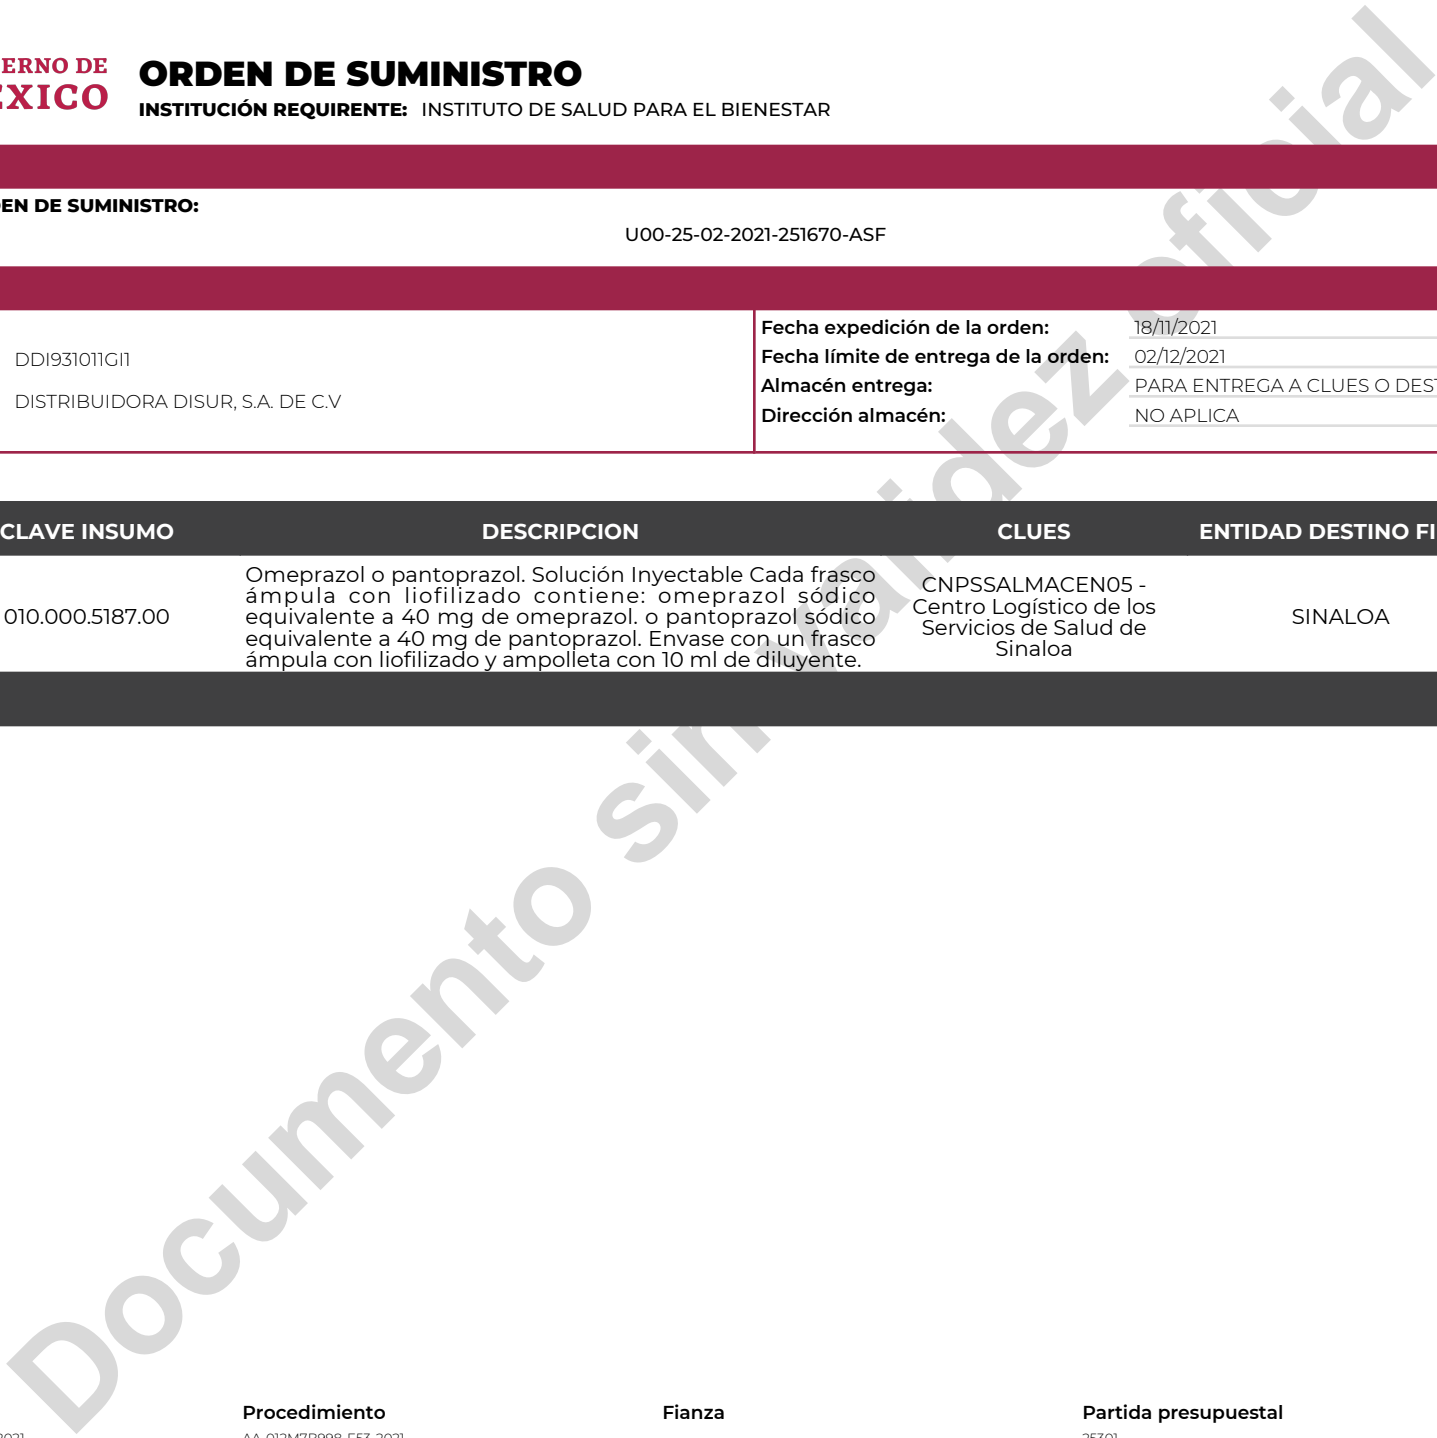 ERNO DE
EXICO
ORDEN DE SUMINISTRO
INSTITUCIÓN REQUIRENTE: INSTITUTO DE SALUD PARA EL BIENESTAR
EN DE SUMINISTRO:
U00-25-02-2021-251670-ASF
DDI931011GI1
DISTRIBUIDORA DISUR, S.A. DE C.V
Fecha expedición de la orden: 18/11/2021
Fecha límite de entrega de la orden: 02/12/2021
Almacén entrega: PARA ENTREGA A CLUES O DEST
Dirección almacén: NO APLICA
CLAVE INSUMO DESCRIPCION CLUES ENTIDAD DESTINO FI
010.000.5187.00
Omeprazol o pantoprazol. Solución Inyectable Cada frasco
ámpula con liofilizado contiene: omeprazol sódico
equivalente a 40 mg de omeprazol. o pantoprazol sódico
equivalente a 40 mg de pantoprazol. Envase con un frasco
ámpula con liofilizado y ampolleta con 10 ml de diluyente.
CNPSSALMACEN05 -
Centro Logístico de los
Servicios de Salud de
Sinaloa
SINALOA
Documento sin validez oficial
Procedimiento Fianza Partida presupuestal